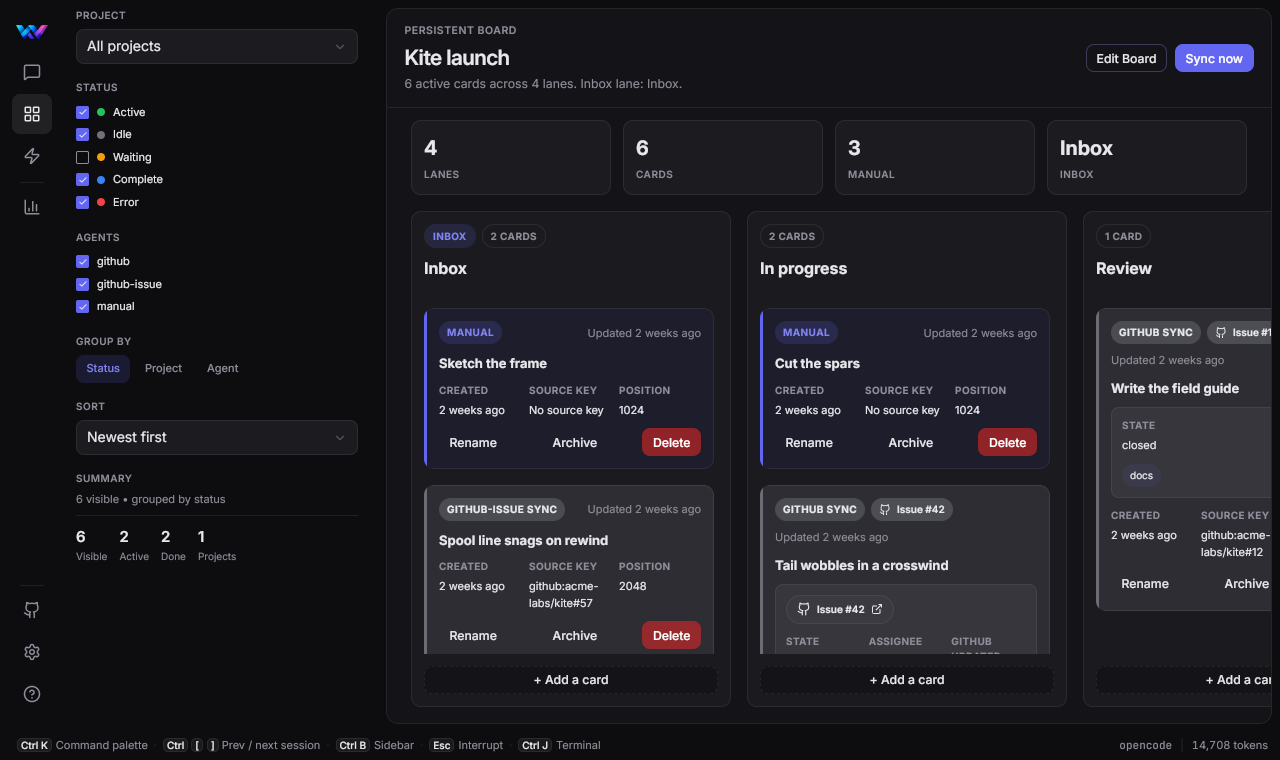 PROJECT
All projects
STATUS
Active
Idle
Waiting
Complete
Error
AGENTS
github
github-issue
manual
GROUP BY
Status Project Agent
SORT
Newest first
SUMMARY
6 visible • grouped by status
6 2 2 1
Visible Active Done Projects
PERSISTENT BOARD
Kite launch
6 active cards across 4 lanes. Inbox lane: Inbox.
Edit Board Sync now
4
LANES
6
CARDS
3
MANUAL
Inbox
INBOX
INBOX 2 CARDS
Inbox
MANUAL Updated 2 weeks ago
Sketch the frame
CREATED SOURCE KEY POSITION
2 weeks ago No source key 1024
Rename Archive Delete
GITHUB-ISSUE SYNC Updated 2 weeks ago
Spool line snags on rewind
CREATED SOURCE KEY POSITION
2 weeks ago github:acme- 2048
labs/kite#57
Rename Archive Delete
+ Add a card
2 CARDS
In progress
MANUAL Updated 2 weeks ago
Cut the spars
CREATED SOURCE KEY POSITION
2 weeks ago No source key 1024
Rename Archive Delete
GITHUB SYNC Issue #42
Updated 2 weeks ago
Tail wobbles in a crosswind
Issue #42
STATE ASSIGNEE GITHUB
+ Add a card
1 CARD
Review
GITHUB SYNC Issue #1
Updated 2 weeks ago
Write the field guide
STATE
closed
docs
CREATED SOURCE KEY
2 weeks ago github:acme-
labs/kite#12
Rename Archive
+ Add a car
Ctrl K Command palette · Ctrl [ ] Prev / next session · Ctrl B Sidebar · Esc Interrupt · Ctrl J Terminal
opencode 14,708 tokens